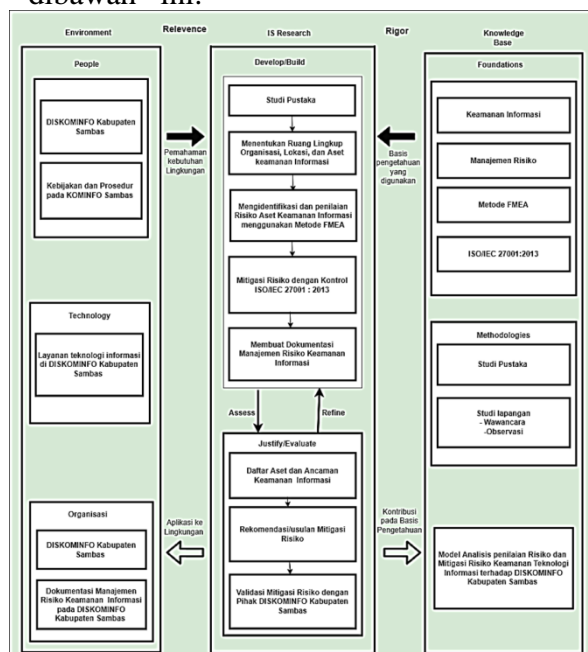 dibawah ini:
Environment
Relevence
IS Research
Rigor
Knowledge
Base
People
DISKOMINFO Kabupaten
Sambas
Kebijakan dan Prosedur
pada KOMINFO Sambas
Technology
Layanan teknologi informasi
di DISKOMINFO Kabupaten
Sambas
Organisasi
DISKOMINFO Kabupaten
Sambas
Dokumentasi Manajemen
Risiko Keamanan Informasi
pada DISKOMINFO
Kabupaten Sambas
Pemahaman
kebutuhan
Lingkungan
Aplikasi ke
Lingkungan
Develop/Build
Studi Pustaka
Menentukan Ruang Lingkup
Organisasi, Lokasi, dan Aset
keamanan Informasi
Mengidentifikasi dan penilaian
Risiko Aset Keamanan Informasi
menggunakan Metode FMEA
Mitigasi Risiko dengan Kontrol
ISO/IEC 27001 : 2013
Membuat Dokumentasi
Manajemen Risiko Keamanan
Informasi
Assess
Refine
Justify/Evaluate
Daftar Aset dan Ancaman
Keamanan Informasi
Rekomendasi/usulan Mitigasi
Risiko
Validasi Mitigasi Risiko dengan
Pihak DISKOMINFO Kabupaten
Sambas
Basis
pengetahuan
yang
digunakan
Kontribusi
pada Basis
Pengetahuan
Foundations
Keamanan Informasi
Manajemen Risiko
Metode FMEA
ISO/IEC 27001:2013
Methodologies
Studi Pustaka
Studi lapangan
- Wawancara
-Observasi
Model Analisis penilaian Risiko dan
Mitigasi Risiko Keamanan Teknologi
Informasi terhadap DISKOMINFO
Kabupaten Sambas